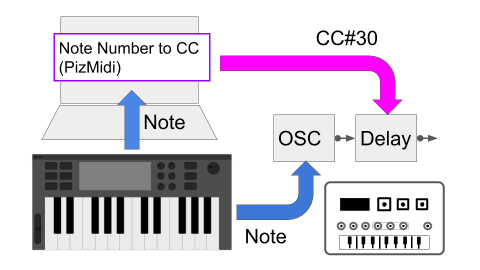 Note Number to CC
(PizMidi)
CC#30
Note
OSC
Delay
Note